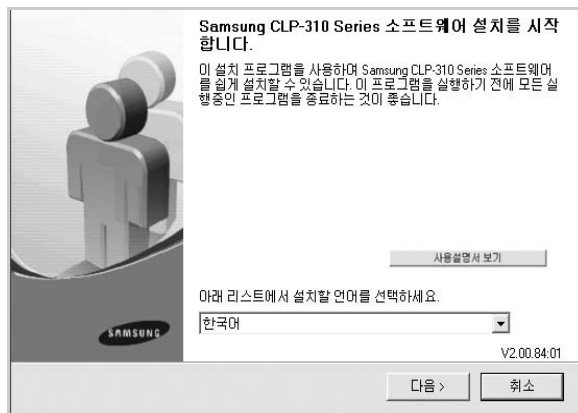 Samsung CLP-310 Series 소프트웨어 설치를 시작
합니다.
이 설치 프로그램을 사용하여 Samsung CLP-310 Series 소프트웨어
를 쉽게 설치할 수 있습니다. 이 프로그램을 실행하기 전에 모든 실
행중인 프로그램을 종료하는 것이 좋습니다.
사용설명서 보기
아래 리스트에서 설치할 언어를 선택하세요.
한국어
SAMSUNG
V2.00.84:01
다음 >
취소